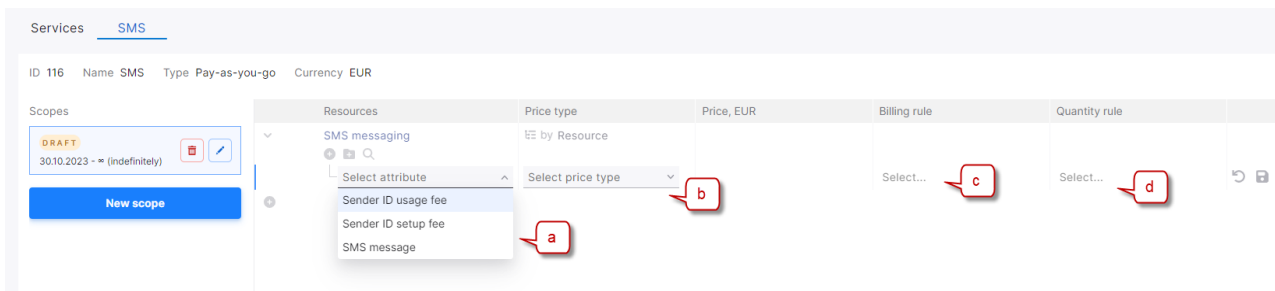 Services SMS
ID 116 Name SMS Type Pay-as-you-go Currency EUR
Scopes Resources Price type Price, EUR Billing rule Quantity rule
DRAFT
30.10.2023 - ∞ (indefinitely)
SMS messaging by Resource
Select attribute Select price type Select... c Select... d
b
New scope
Sender ID usage fee
Sender ID setup fee
a
SMS message